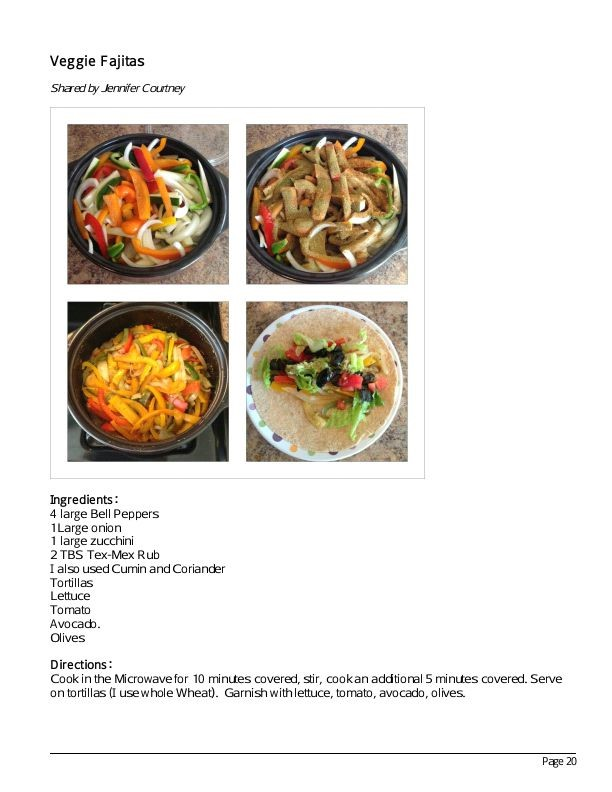 Veggie Fajitas
Shared by Jennifer Courtney
Ingredients:
4 large Bell Peppers
1Large onion
1 large zucchini
2 TBS Tex-Mex Rub
I also used Cumin and Coriander
Tortillas
Lettuce
Tomato
Avocado.
Olives
Directions:
Cook in the Microwave for 10 minutes covered, stir, cook an additional 5 minutes covered. Serve
on tortillas (I use whole Wheat). Garnish with lettuce, tomato, avocado, olives.
Page 20